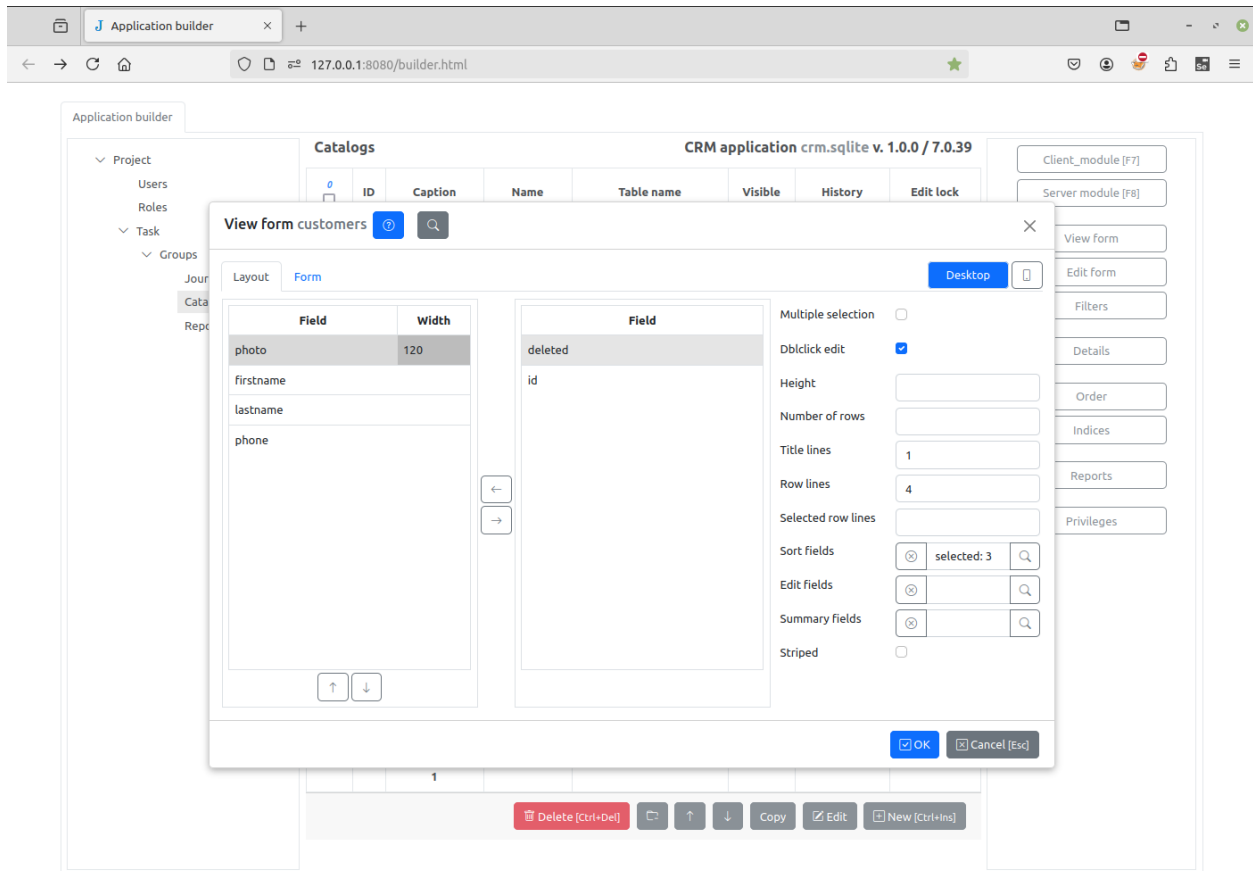 Application builder
127.0.0.1:8080/builder.html
Application builder
Project
Users
Roles
Task
Groups
Jour
Cata
Repo
Catalogs
CRM application crm.sqlite v. 1.0.0 / 7.0.39
0 ID Caption Name Table name Visible History Edit lock
Client_module [F7]
Server module [F8]
View form
Edit form
Filters
Details
Order
Indices
Reports
Privileges
View form customers
Layout Form
Desktop
Field Width
photo 120
firstname
lastname
phone
Field
deleted
id
Multiple selection
Dblclick edit
Height
Number of rows
Title lines 1
Row lines 4
Selected row lines
Sort fields selected: 3
Edit fields
Summary fields
Striped
OK Cancel [Esc]
1
Delete [Ctrl+Del] Copy Edit New [Ctrl+Ins]